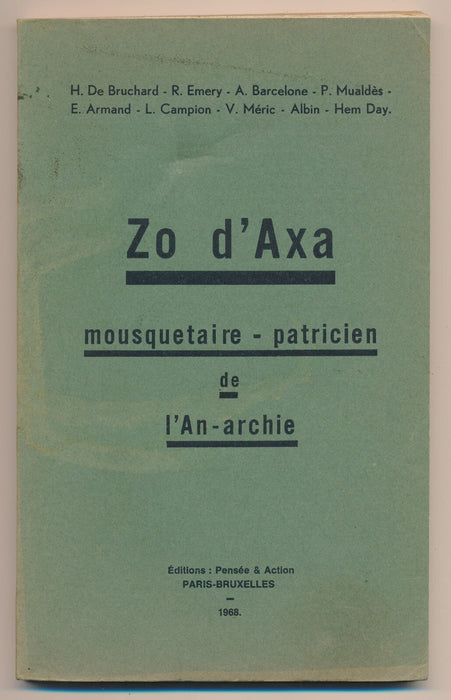 H. De Bruchard - R. Emery - A. Barcelone - P. Mualdès -
E. Armand - L. Campion - V. Méric - Albin - Hem Day.
Zo d'Axa
mousquetaire - patricien
de
l'An-archie
Éditions : Pensée & Action
PARIS-BRUXELLES
—
1968.